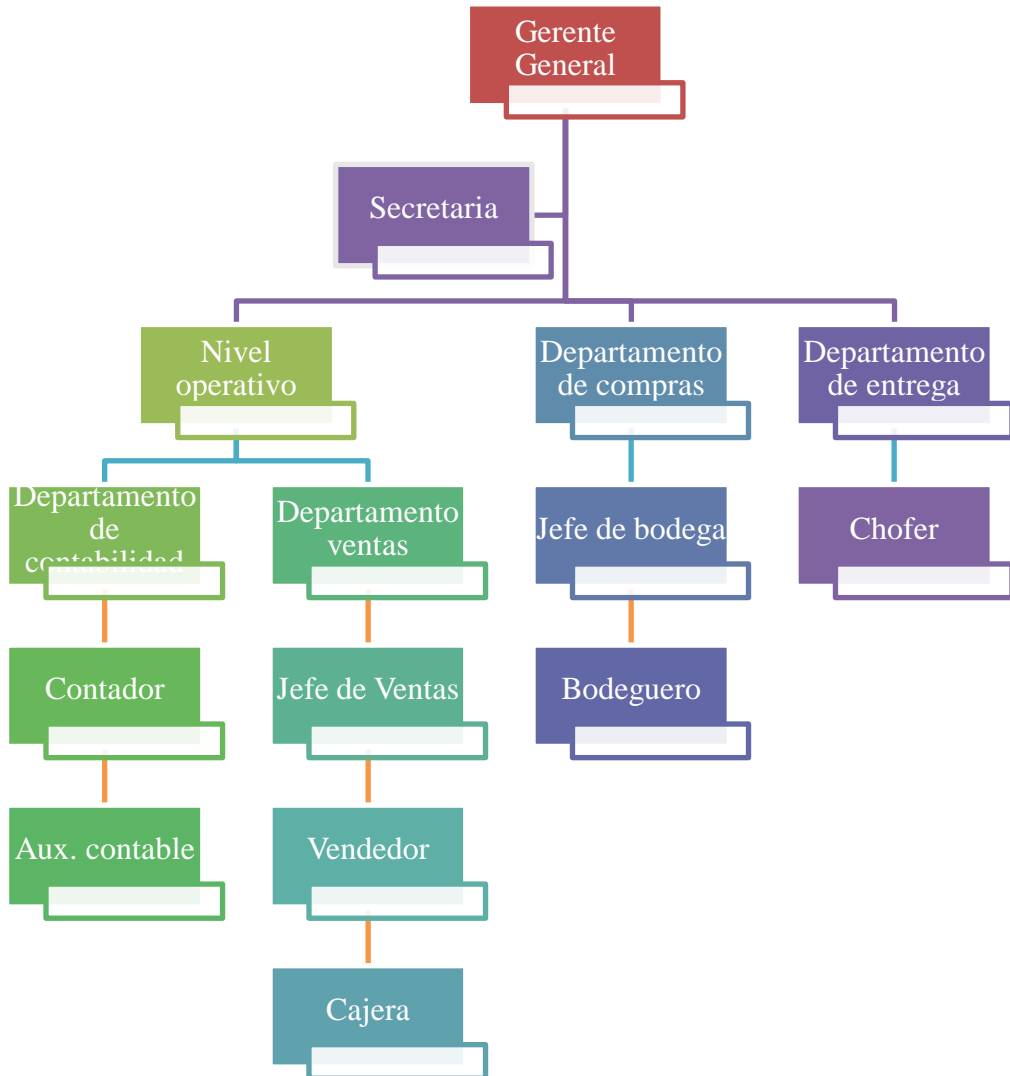 Gerente
General
Secretaria
Nivel
operativo
Departamento
de compras
Departamento
de entrega
Departamento
de
contabilidad
Departamento
ventas
Jefe de bodega
Chofer
Contador
Jefe de Ventas
Bodeguero
Aux. contable
Vendedor
Cajera